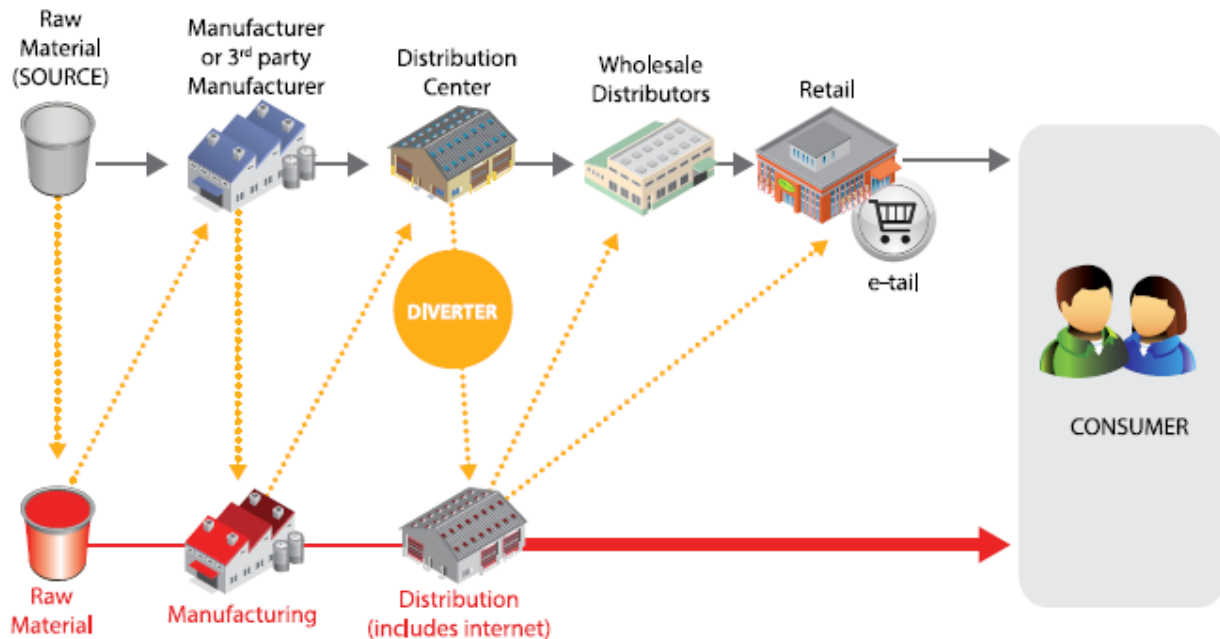 Raw
Material
(SOURCE)
Manufacturer
or 3rd party
Manufacturer
Distribution
Center
Wholesale
Distributors
Retail
e-tail
DIVERTER
CONSUMER
Raw
Material
Manufacturing
Distribution
(includes internet)